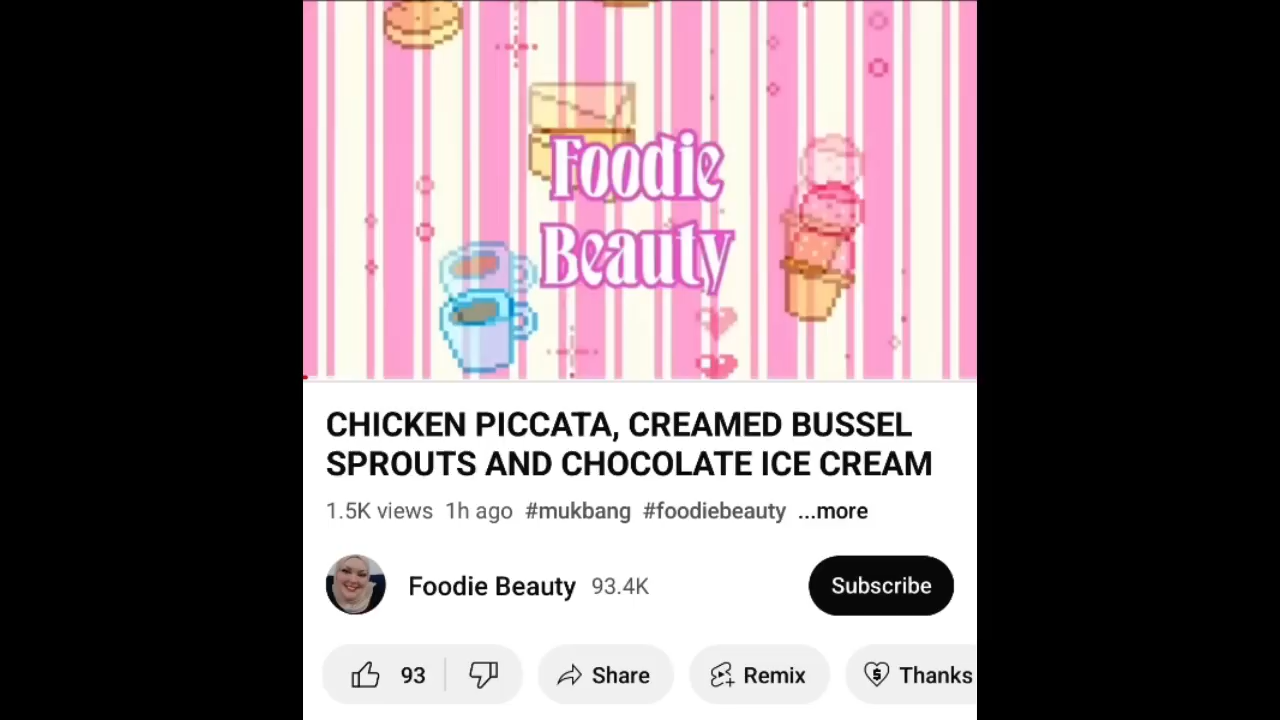 Foodie
Beauty
CHICKEN PICCATA, CREAMED BUSSEL
SPROUTS AND CHOCOLATE ICE CREAM
1.5K views 1h ago #mukbang #foodiebeauty ...more
Foodie Beauty 93.4K Subscribe
93 Share Remix Thanks